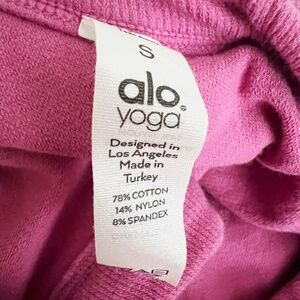 S
alo
yoga
Designed in
Los Angeles
Made in
Turkey
78% COTTON
14% NYLON
8% SPANDEX